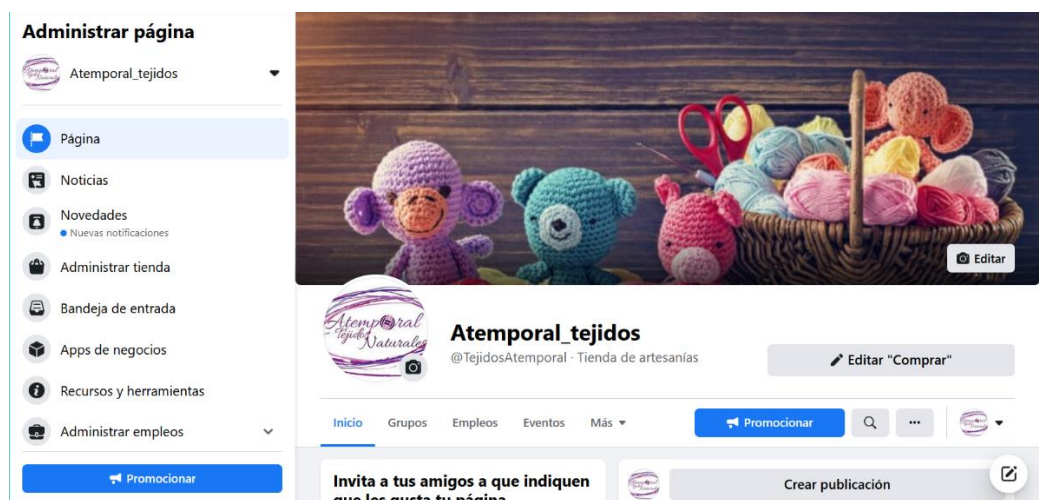 Administrar página
Atemporal_tejidos
Página
Noticias
Novedades
Nuevas notificaciones
Administrar tienda
Bandeja de entrada
Apps de negocios
Recursos y herramientas
Administrar empleos
Promocionar
Editar
Atemporal
Tejidos
Naturales
Atemporal_tejidos
@TejidosAtemporal · Tienda de artesanías
Editar "Comprar"
Inicio Grupos Empleos Eventos Más
Promocionar
Invita a tus amigos a que indiquen
que les gusta tu página
Crear publicación